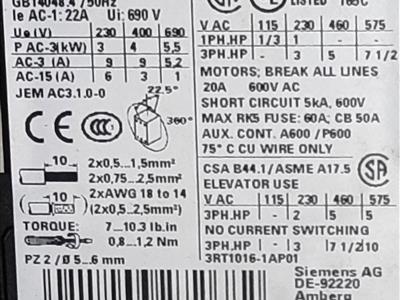 GB14048.4 /50Hz
Ie AC-1: 22A Ui: 690 V
Ue (V) 230 400 690
P AC-3 (kW) 3 4 5,5
AC-3 (A) 9 9 5,2
AC-15 (A) 6 3 1
JEM AC3.1.0-0
22.5°
360°
CE CCC
10 2x0,5...1,5mm²
2x0,75...2,5mm²
10 2xAWG 18 to 14
(2x0,5...2,5mm²)
TORQUE: 7...10.3 lb.in
0,8...1,2 Nm
PZ 2 / Ø 5...6 mm
UL LISTED 165C
V AC 115 230 460 575
1PH.HP 1/3 1 - -
3PH.HP - 3 5 7 1/2
MOTORS; BREAK ALL LINES
20A 600V AC
SHORT CIRCUIT 5kA, 600V
MAX RK5 FUSE: 60A; CB 50A
AUX. CONT. A600 / P600
75° C CU WIRE ONLY
CSA B44.1/ASME A17.5
SA
ELEVATOR USE
V AC 115 230 460 575
3PH.HP - 2 5 5
NO CURRENT SWITCHING
3PH.HP - 3 7 1/2 10
3RT1016-1AP01
Siemens AG
DE-92220
Amberg